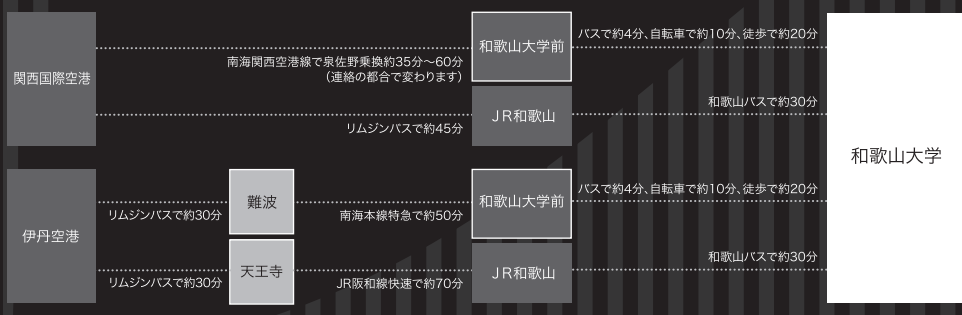 関西国際空港
南海関西空港線で泉佐野乗換約35分〜60分
（連絡の都合で変わります）
和歌山大学前
バスで約4分、自転車で約10分、徒歩で約20分
リムジンバスで約45分
JR和歌山
和歌山バスで約30分
和歌山大学
伊丹空港
リムジンバスで約30分
難波
南海本線特急で約50分
和歌山大学前
バスで約4分、自転車で約10分、徒歩で約20分
リムジンバスで約30分
天王寺
JR阪和線快速で約70分
JR和歌山
和歌山バスで約30分